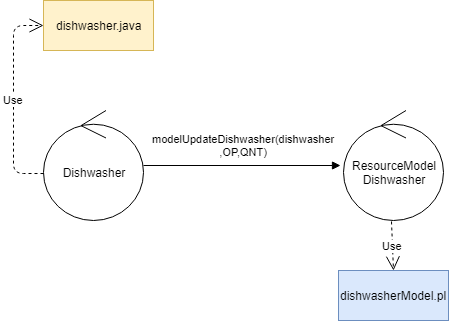 dishwasher.java
Use
modelUpdateDishwasher(dishwasher
,OP,QNT)
Dishwasher
ResourceModel
Dishwasher
Use
dishwasherModel.pl